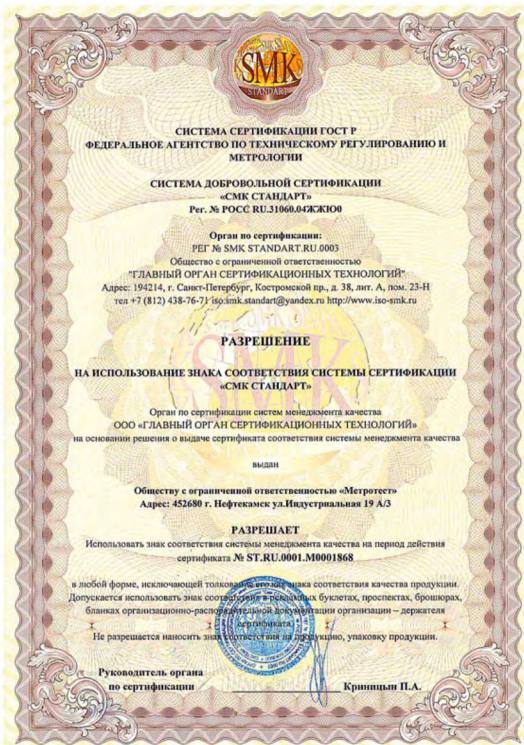 SMK
STANDART
СИСТЕМА СЕРТИФИКАЦИИ ГОСТ Р
ФЕДЕРАЛЬНОЕ АГЕНТСТВО ПО ТЕХНИЧЕСКОМУ РЕГУЛИРОВАНИЮ И
МЕТРОЛОГИИ
СИСТЕМА ДОБРОВОЛЬНОЙ СЕРТИФИКАЦИИ
«СМК СТАНДАРТ»
Рег. № РОСС RU.31060.04ЖЖЮ0
Орган по сертификации:
РЕГ № SMK STANDART.RU.0003
Общество с ограниченной ответственностью
"ГЛАВНЫЙ ОРГАН СЕРТИФИКАЦИОННЫХ ТЕХНОЛОГИЙ"
Адрес: 194214, г. Санкт-Петербург, Костромской пр., д. 38, лит. А, пом. 23-Н
тел +7 (812) 438-76-71 iso.smk.standart@yandex.ru http://www.iso-smk.ru
РАЗРЕШЕНИЕ
НА ИСПОЛЬЗОВАНИЕ ЗНАКА СООТВЕТСТВИЯ СИСТЕМЫ СЕРТИФИКАЦИИ
«СМК СТАНДАРТ»
Орган по сертификации систем менеджмента качества
ООО «ГЛАВНЫЙ ОРГАН СЕРТИФИКАЦИОННЫХ ТЕХНОЛОГИЙ»
на основании решения о выдаче сертификата соответствия системы менеджмента качества
выдан
Обществу с ограниченной ответственностью «Метротест»
Адрес: 452680 г. Нефтекамск ул.Индустриальная 19 А/3
РАЗРЕШАЕТ
Использовать знак соответствия системы менеджмента качества на период действия
сертификата № ST.RU.0001.M0001868
в любой форме, исключающей толкование его как знака соответствия качества продукции.
Допускается использовать знак соответствия в рекламных буклетах, проспектах, брошюрах,
бланках организационно-распорядительной документации организации – держателя
сертификата.
Не разрешается наносить знак соответствия на продукцию, упаковку продукции.
Руководитель органа
по сертификации Криницын П.А.